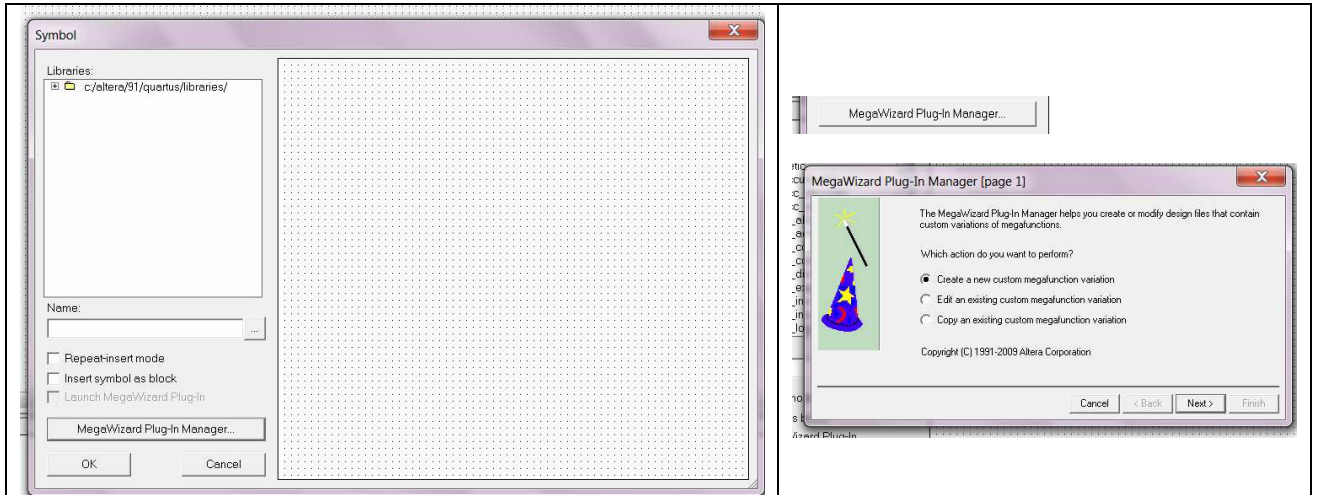 Symbol
Libraries:
c:/altera/91/quartus/libraries/
Name:
...
Repeat-insert mode
Insert symbol as block
Launch MegaWizard Plug-In
MegaWizard Plug-In Manager...
OK Cancel
MegaWizard Plug-In Manager...
MegaWizard Plug-In Manager [page 1]
The MegaWizard Plug-In Manager helps you create or modify design files that contain
custom variations of megafunctions.
Which action do you want to perform?
Create a new custom megafunction variation
Edit an existing custom megafunction variation
Copy an existing custom megafunction variation
Copyright (C) 1991-2009 Altera Corporation
Cancel < Back Next > Finish